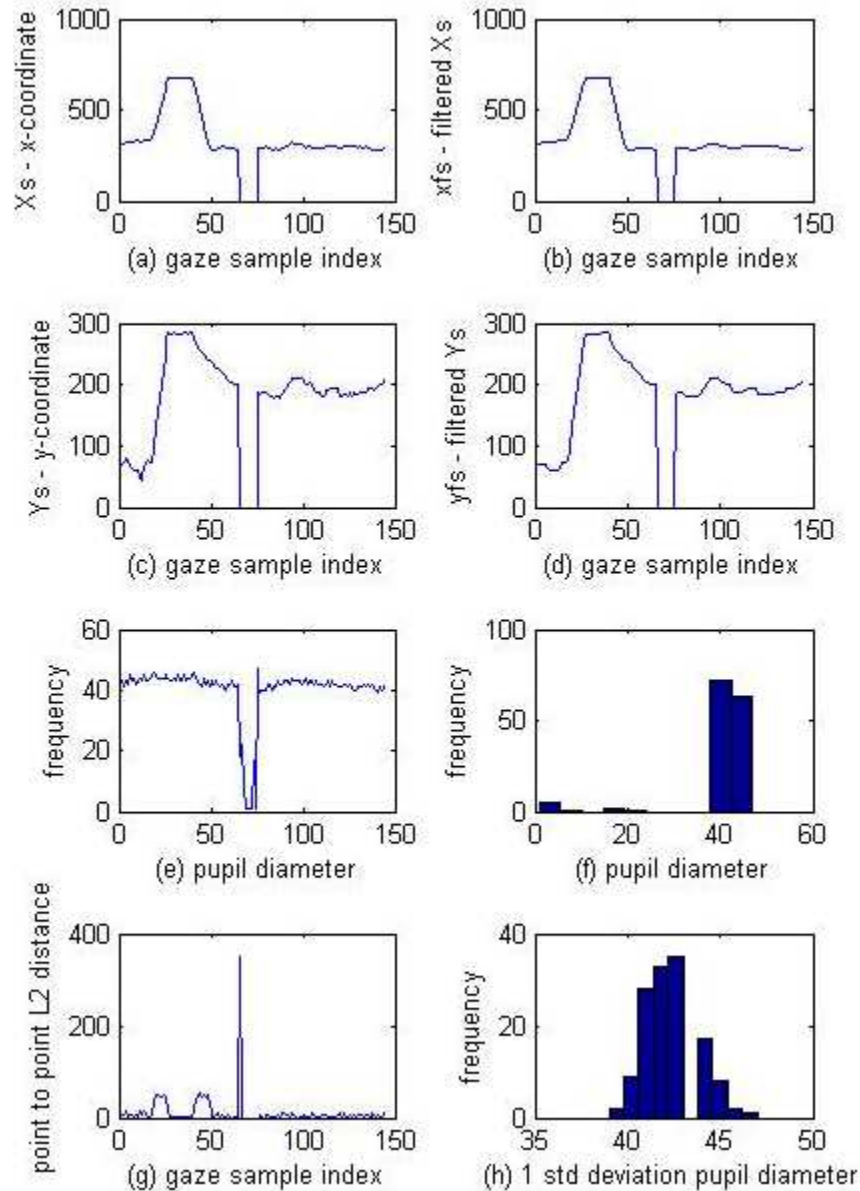 1000
500
0
0 50 100 150
Xs - x-coordinate
(a) gaze sample index
1000
500
0
0 50 100 150
xfs - filtered Xs
(b) gaze sample index
300
200
100
0
0 50 100 150
Ys - y-coordinate
(c) gaze sample index
300
200
100
0
0 50 100 150
yfs - filtered Ys
(d) gaze sample index
60
40
20
0
0 50 100 150
frequency
(e) pupil diameter
100
50
0
0 20 40 60
frequency
(f) pupil diameter
400
200
0
0 50 100 150
point to point L2 distance
(g) gaze sample index
40
20
0
35 40 45 50
frequency
(h) 1 std deviation pupil diameter